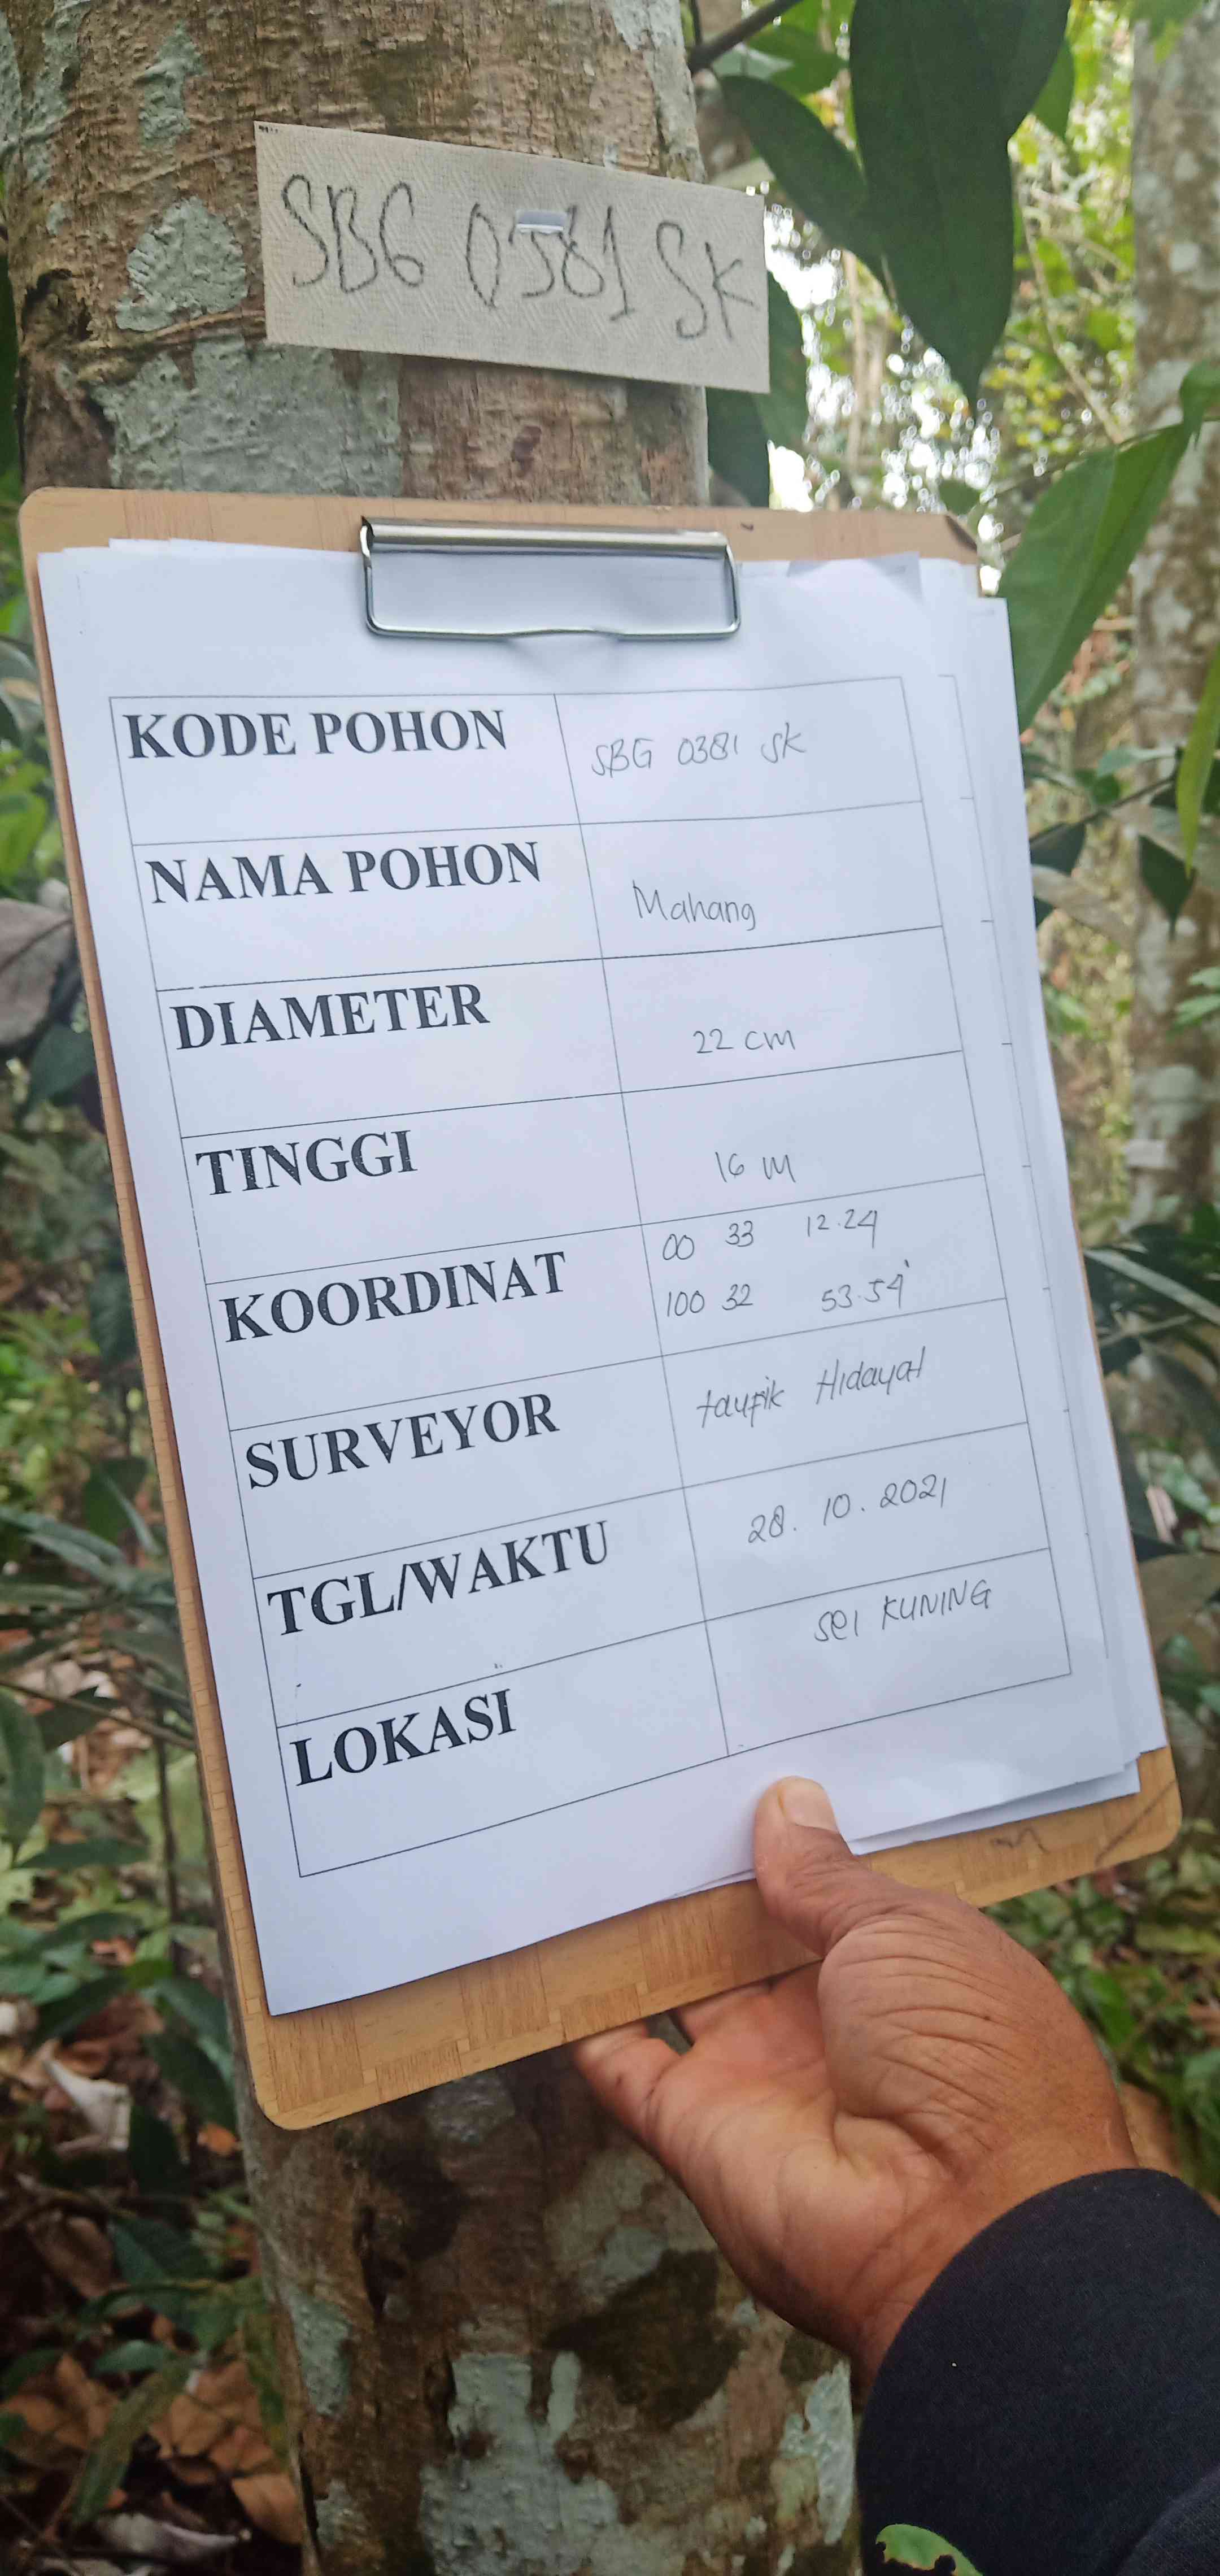 SBG 0381 SK
KODE POHON SBG 0381 SK
NAMA POHON Mahang
DIAMETER 22 cm
TINGGI 16 m
KOORDINAT 00 33 12.24
100 32 53.54
SURVEYOR taufik Hidayat
TGL/WAKTU 28. 10. 2021
LOKASI sei KUNING